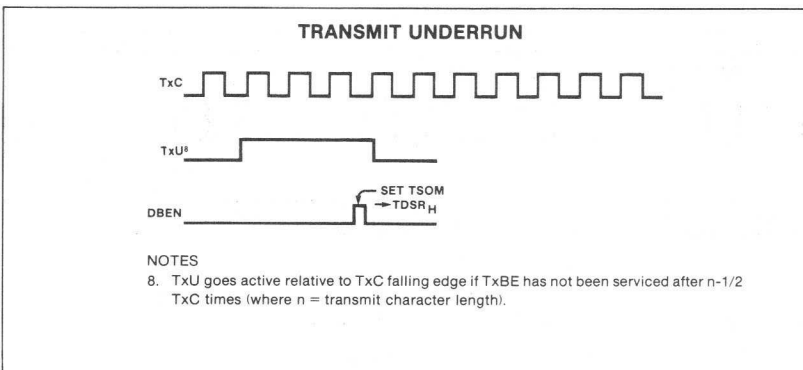 TRANSMIT UNDERRUN
TxC
TxU⁸
SET TSOM
→TDSR H
DBEN
NOTES
8. TxU goes active relative to TxC falling edge if TxBE has not been serviced after n-1/2
TxC times (where n = transmit character length).